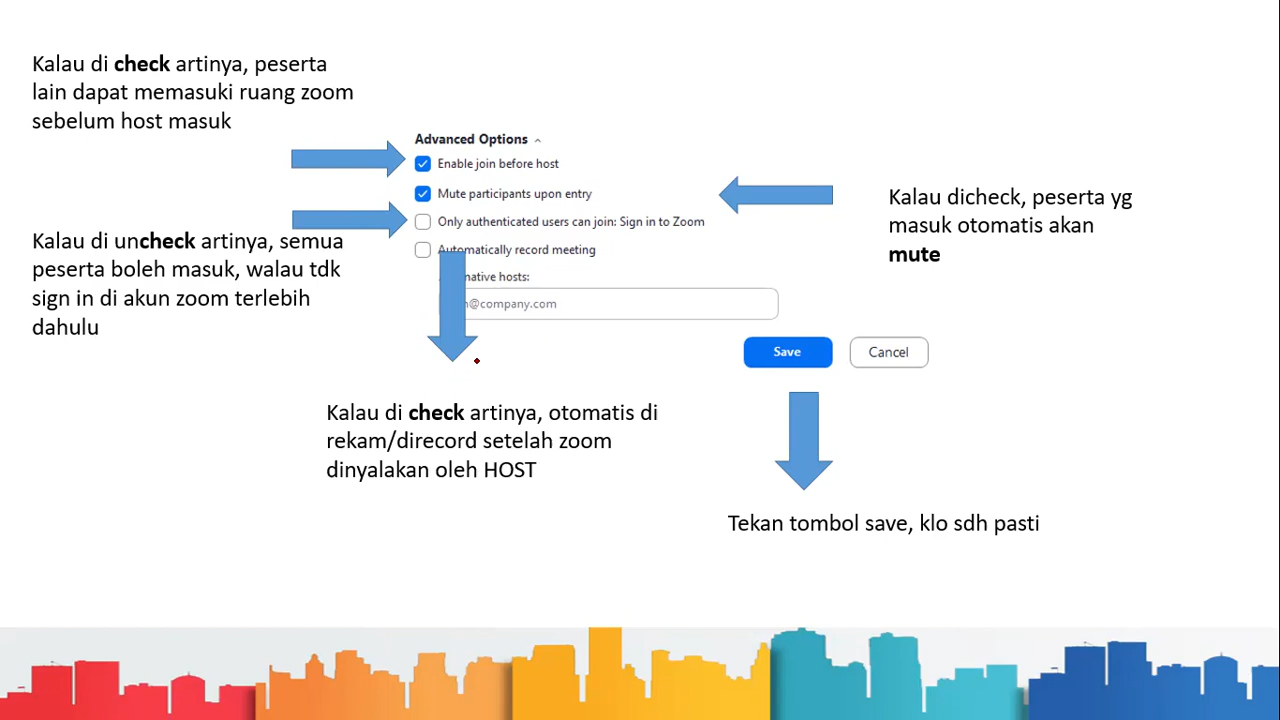 Kalau di check artinya, peserta
lain dapat memasuki ruang zoom
sebelum host masuk
Advanced Options
Enable join before host
Mute participants upon entry
Only authenticated users can join: Sign in to Zoom
Automatically record meeting
hosts:
@company.com
Save
Cancel
Kalau dicheck, peserta yg
masuk otomatis akan
mute
Kalau di uncheck artinya, semua
peserta boleh masuk, walau tdk
sign in di akun zoom terlebih
dahulu
Kalau di check artinya, otomatis di
rekam/direcord setelah zoom
dinyalakan oleh HOST
Tekan tombol save, klo sdh pasti